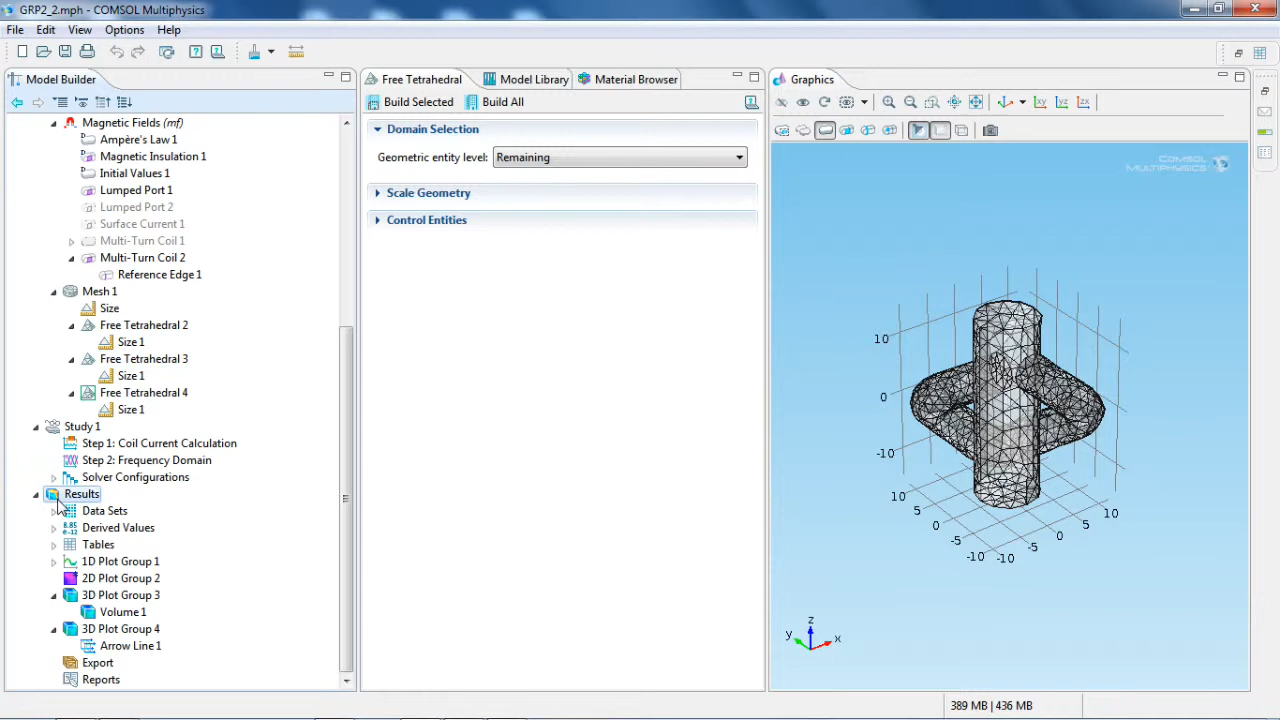 GRP2_2.mph - COMSOL Multiphysics
File Edit View Options Help
Model Builder
Magnetic Fields (mf)
Ampère's Law 1
Magnetic Insulation 1
Initial Values 1
Lumped Port 1
Lumped Port 2
Surface Current 1
Multi-Turn Coil 1
Multi-Turn Coil 2
Reference Edge 1
Mesh 1
Size
Free Tetrahedral 2
Size 1
Free Tetrahedral 3
Size 1
Free Tetrahedral 4
Size 1
Study 1
Step 1: Coil Current Calculation
Step 2: Frequency Domain
Solver Configurations
Results
Data Sets
8.85
e-12
Derived Values
Tables
1D Plot Group 1
2D Plot Group 2
3D Plot Group 3
Volume 1
3D Plot Group 4
Arrow Line 1
Export
Reports
Free Tetrahedral Model Library Material Browser
Build Selected Build All
Domain Selection
Geometric entity level: Remaining
Scale Geometry
Control Entities
Graphics
xy yz zx
COMSOL
MULTIPHYSICS
10
0
-10
10
5
0
-5
-10
-10
-5
0
5
10
z
y
x
389 MB | 436 MB